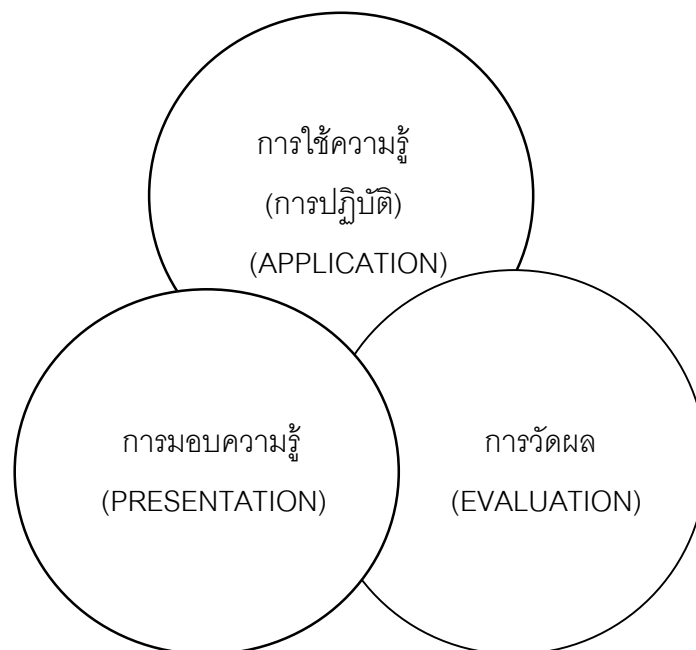 การใช้ความรู้
(การปฏิบัติ)
(APPLICATION)
การมอบความรู้
(PRESENTATION)
การวัดผล
(EVALUATION)